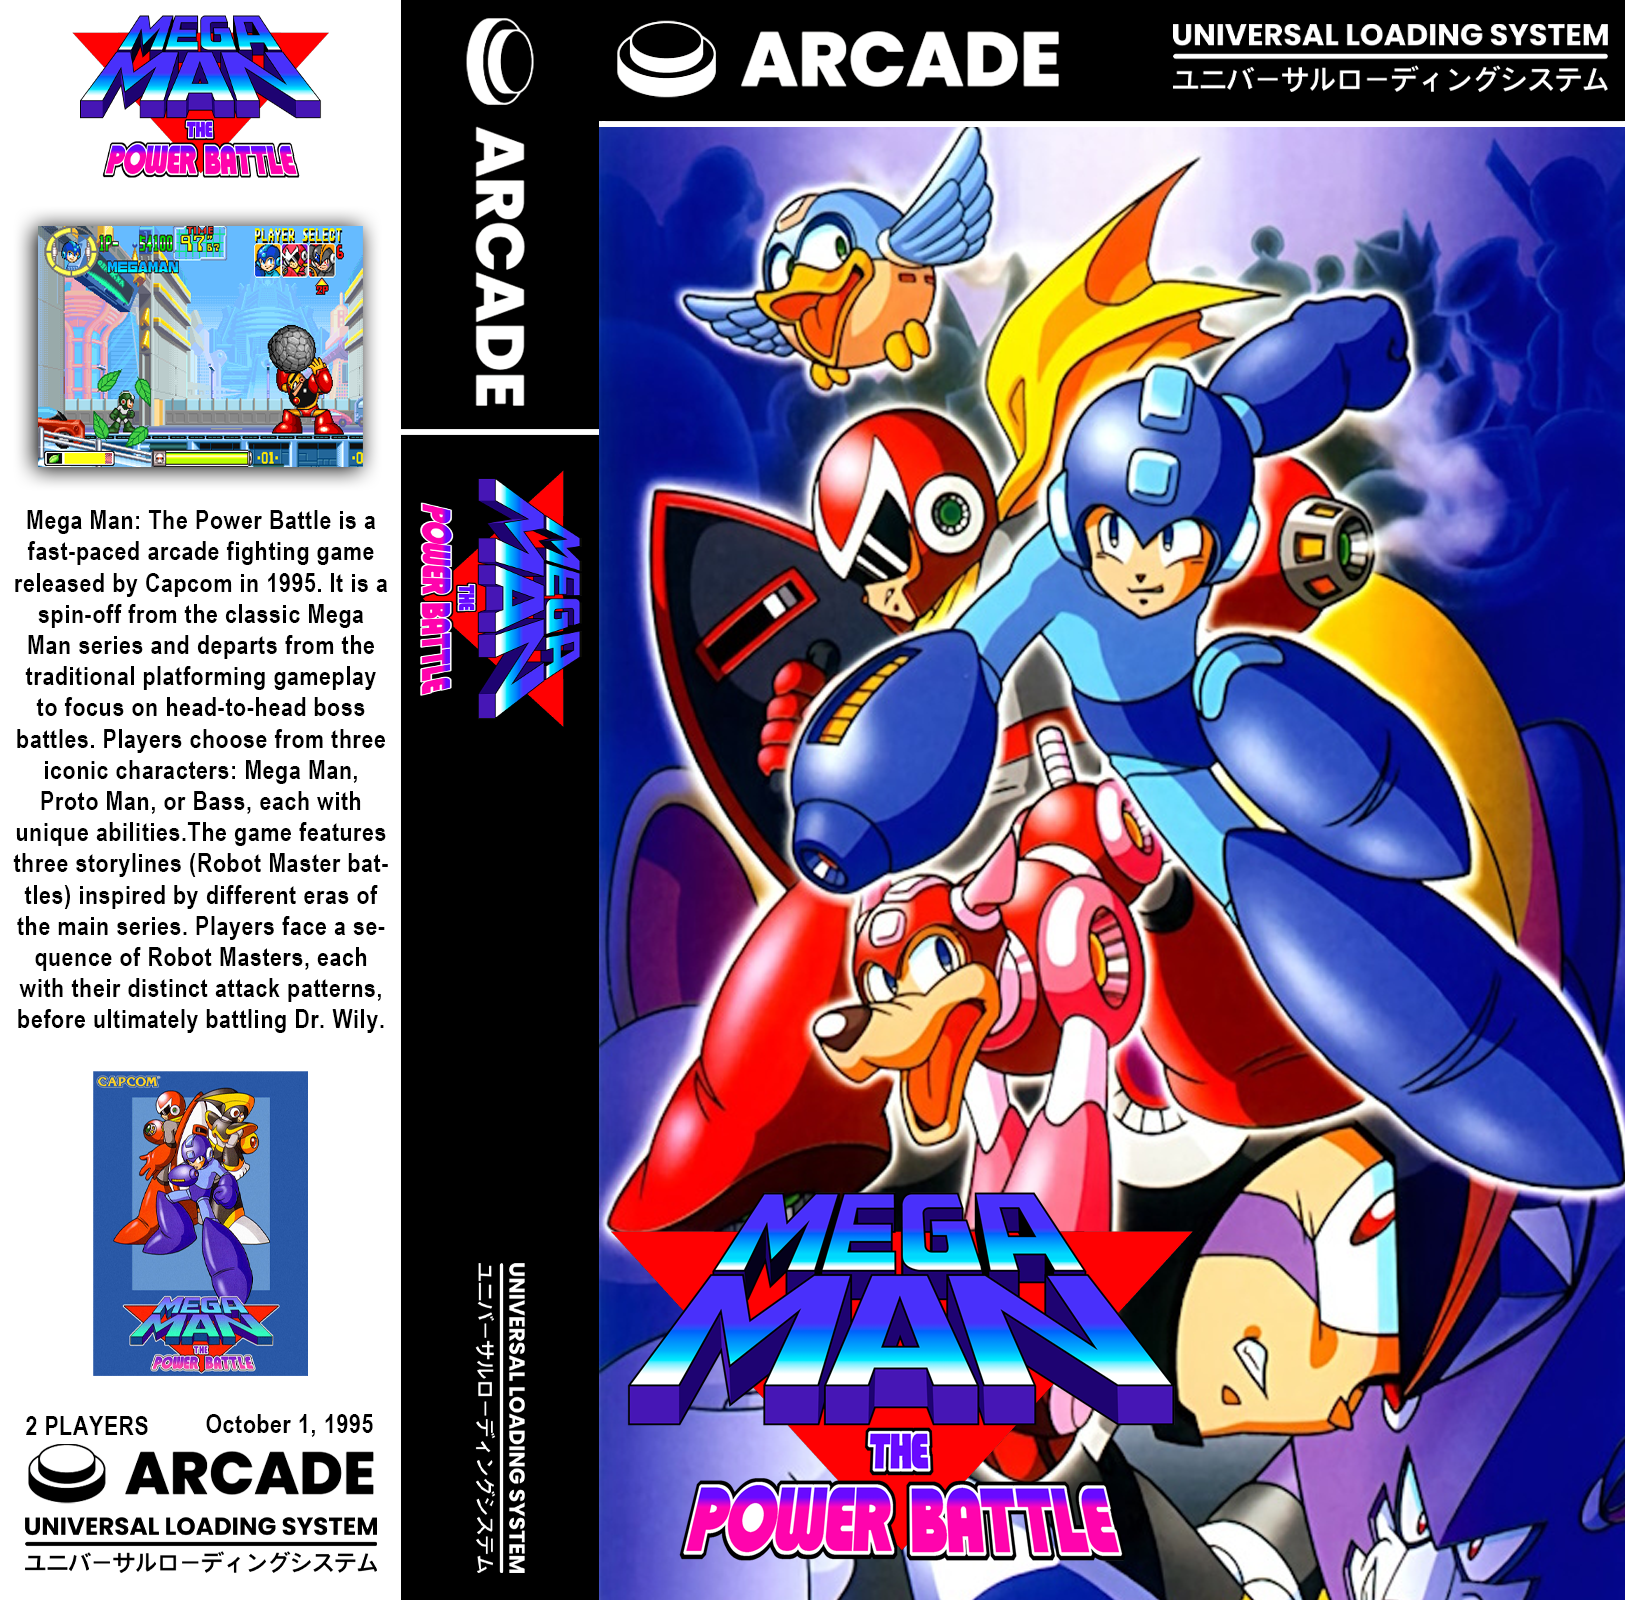 MEGA
MAN
THE
POWER BATTLE
1P- 54100
TIME
97" 67
PLAYER SELECT
6
MEGAMAN
2P
·01·
Mega Man: The Power Battle is a
fast-paced arcade fighting game
released by Capcom in 1995. It is a
spin-off from the classic Mega
Man series and departs from the
traditional platforming gameplay
to focus on head-to-head boss
battles. Players choose from three
iconic characters: Mega Man,
Proto Man, or Bass, each with
unique abilities.The game features
three storylines (Robot Master bat-
tles) inspired by different eras of
the main series. Players face a se-
quence of Robot Masters, each
with their distinct attack patterns,
before ultimately battling Dr. Wily.
CAPCOM
MEGA
MAN
THE
POWER BATTLE
2 PLAYERS
October 1, 1995
ARCADE
UNIVERSAL LOADING SYSTEM
ユニバーサルローディングシステム
ARCADE
MEGA
MAN
THE
POWER BATTLE
UNIVERSAL LOADING SYSTEM
ユニバーサルローディングシステム
ARCADE
UNIVERSAL LOADING SYSTEM
ユニバーサルローディングシステム
MEGA
MAN
THE
POWER BATTLE